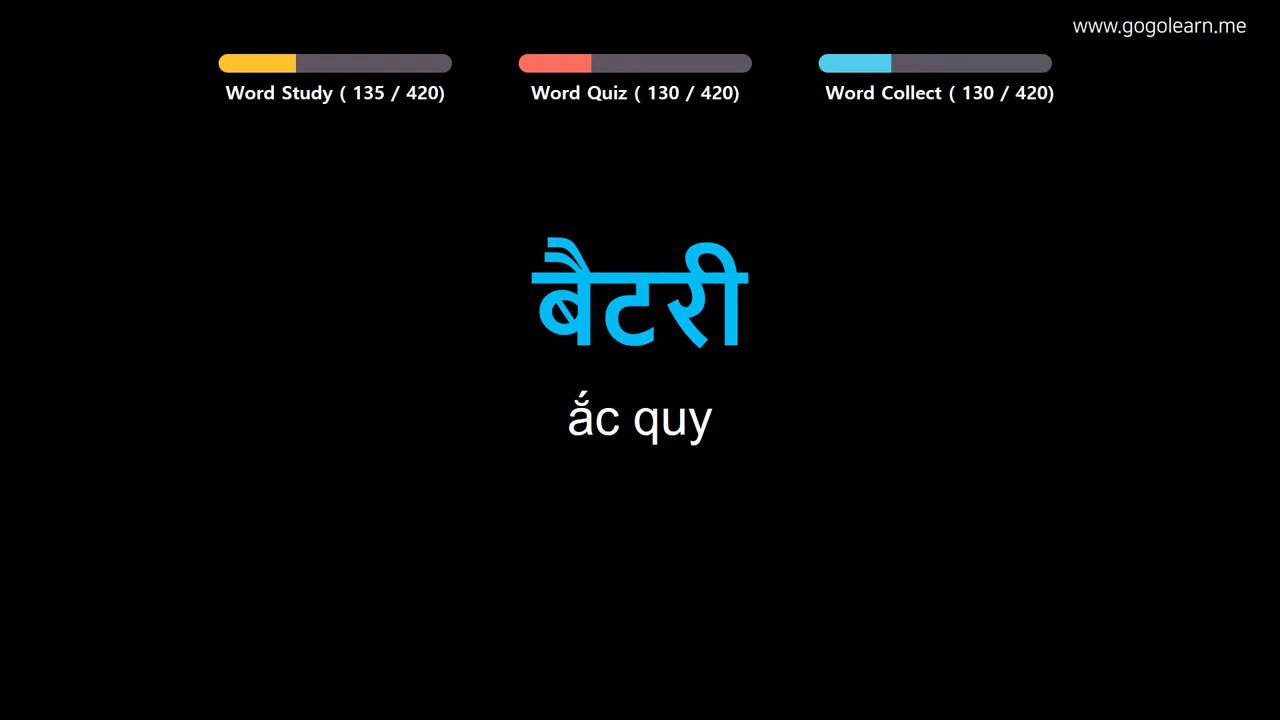 www.gogolearn.me
Word Study ( 135 / 420)
Word Quiz ( 130 / 420)
Word Collect ( 130 / 420)
बैटरी
ắc quy